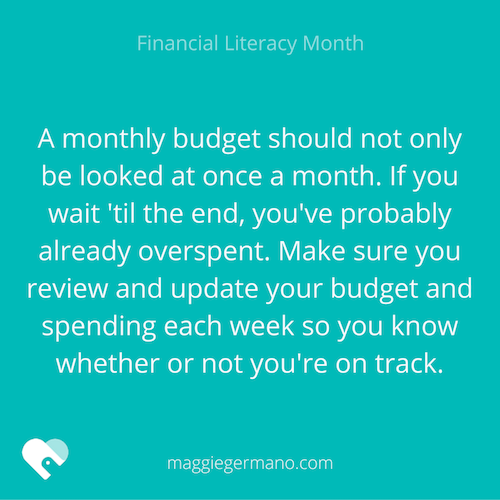 Financial Literacy Month
A monthly budget should not only
be looked at once a month. If you
wait 'til the end, you've probably
already overspent. Make sure you
review and update your budget and
spending each week so you know
whether or not you're on track.
maggiegermano.com